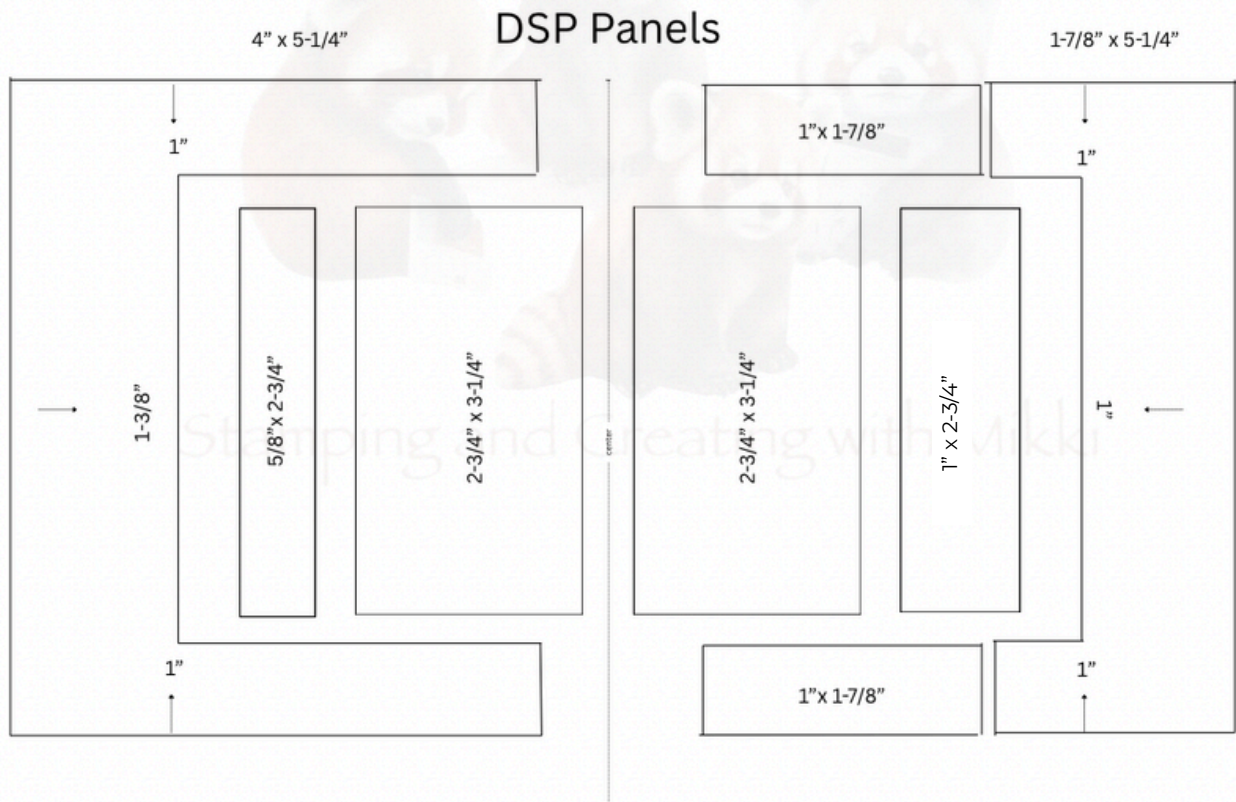 DSP Panels
4” x 5-1/4”
1-7/8” x 5-1/4”
1”
1”x 1-7/8”
1”
1-3/8”
5/8”x 2-3/4”
2-3/4” x 3-1/4”
center
2-3/4” x 3-1/4”
1” x 2-3/4”
1”
Stamping and Creating with Mikki
1”
1”x 1-7/8”
1”